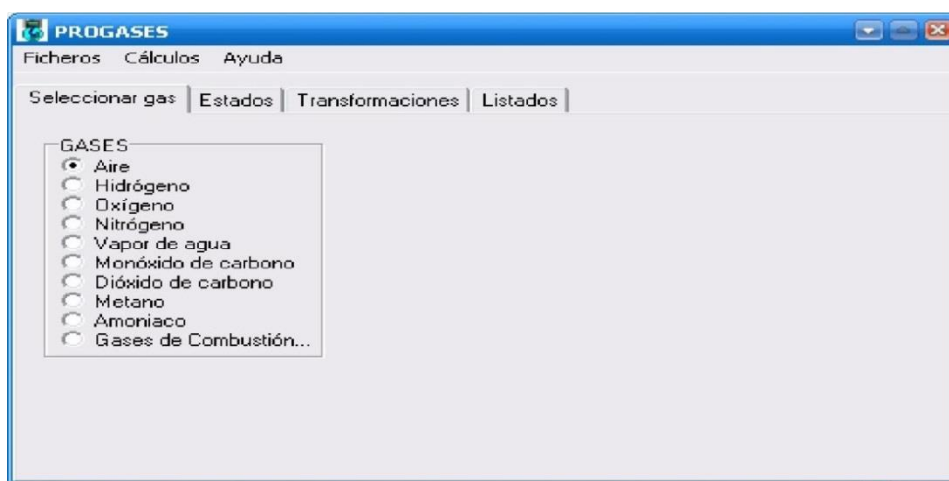 PROGASES
Ficheros Cálculos Ayuda
Seleccionar gas Estados Transformaciones Listados
GASES
Aire
Hidrógeno
Oxígeno
Nitrógeno
Vapor de agua
Monóxido de carbono
Dióxido de carbono
Metano
Amoniaco
Gases de Combustión...